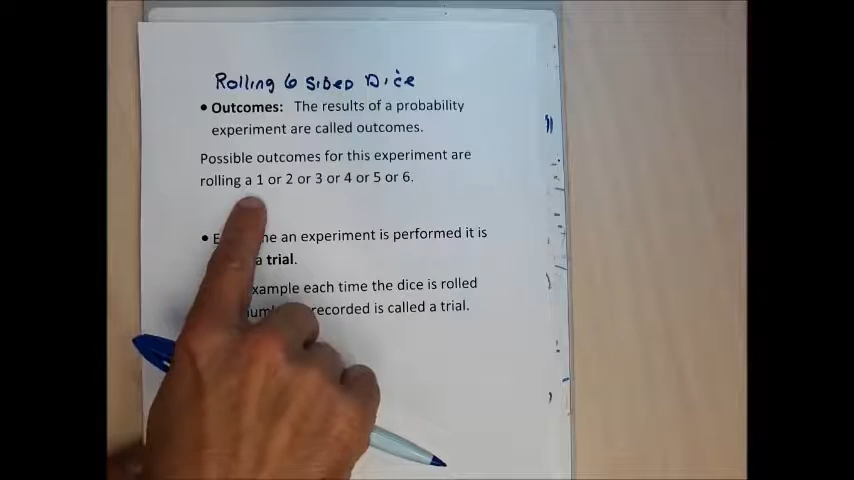 Rolling 6 SiDeD Dice
• Outcomes: The results of a probability
experiment are called outcomes.
Possible outcomes for this experiment are
rolling a 1 or 2 or 3 or 4 or 5 or 6.
• an experiment is performed it is
a trial.
each time the dice is rolled
recorded is called a trial.